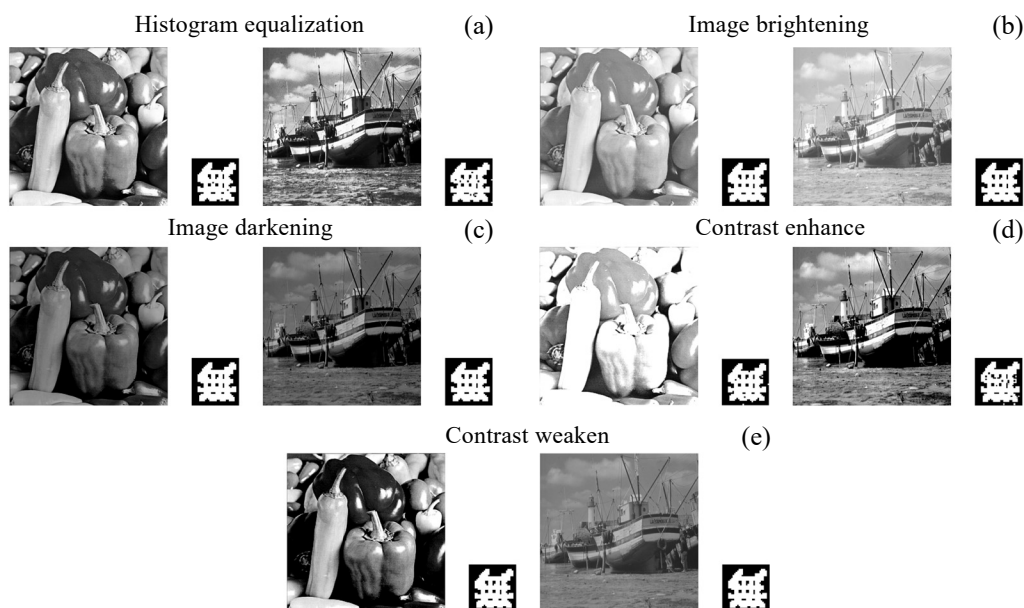 Histogram equalization (a)
Image brightening (b)
Image darkening (c)
Contrast enhance (d)
Contrast weaken (e)